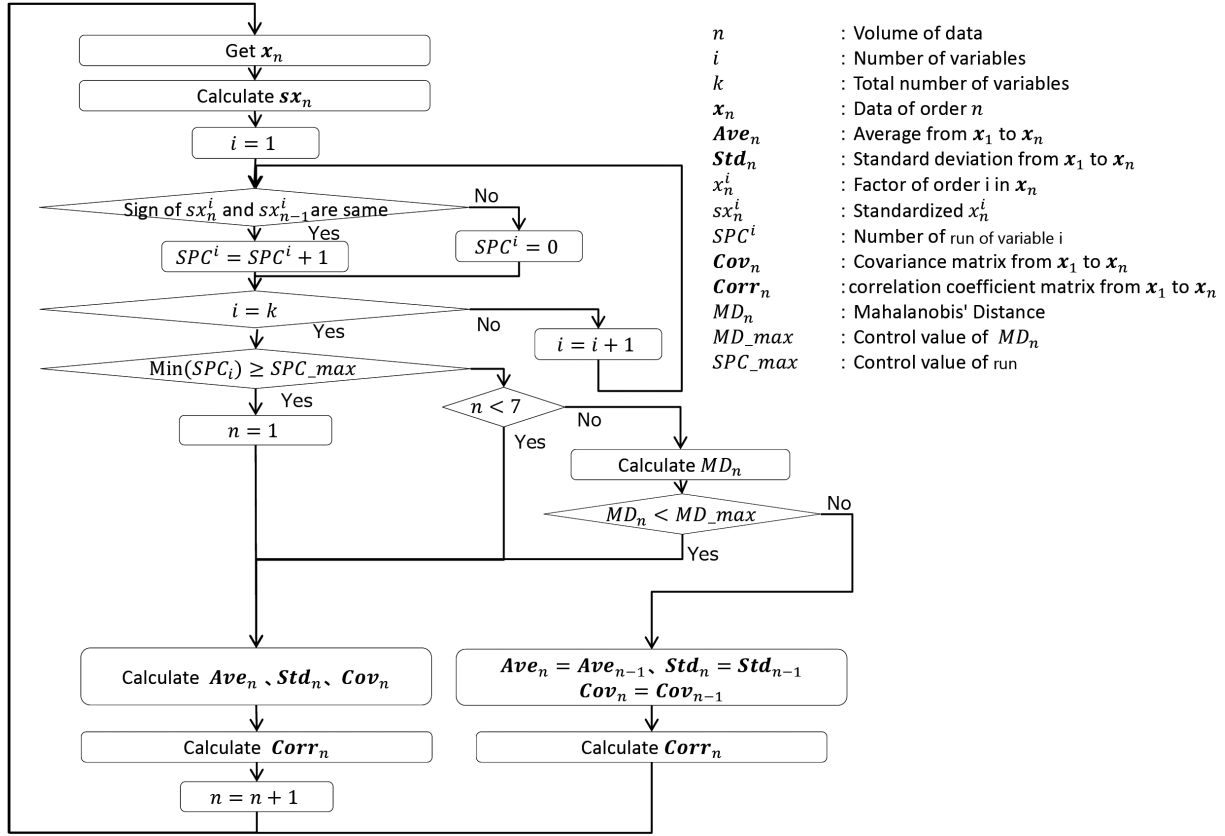 Get x_n
Calculate sx_n
i = 1
Sign of sx_n^i and sx_{n-1}^i are same
No
Yes
SPC^i = SPC^i + 1
SPC^i = 0
i = k
Yes
No
i = i + 1
Min(SPC_i) ≥ SPC_max
Yes
n = 1
n < 7
No
Yes
Calculate MD_n
MD_n < MD_max
No
Yes
Calculate Ave_n、Std_n、Cov_n
Ave_n = Ave_{n-1}、Std_n = Std_{n-1}
Cov_n = Cov_{n-1}
Calculate Corr_n
Calculate Corr_n
n = n + 1
n : Volume of data
i : Number of variables
k : Total number of variables
x_n : Data of order n
Ave_n : Average from x_1 to x_n
Std_n : Standard deviation from x_1 to x_n
x_n^i : Factor of order i in x_n
sx_n^i : Standardized x_n^i
SPC^i : Number of run of variable i
Cov_n : Covariance matrix from x_1 to x_n
Corr_n :correlation coefficient matrix from x_1 to x_n
MD_n : Mahalanobis' Distance
MD_max : Control value of MD_n
SPC_max : Control value of run